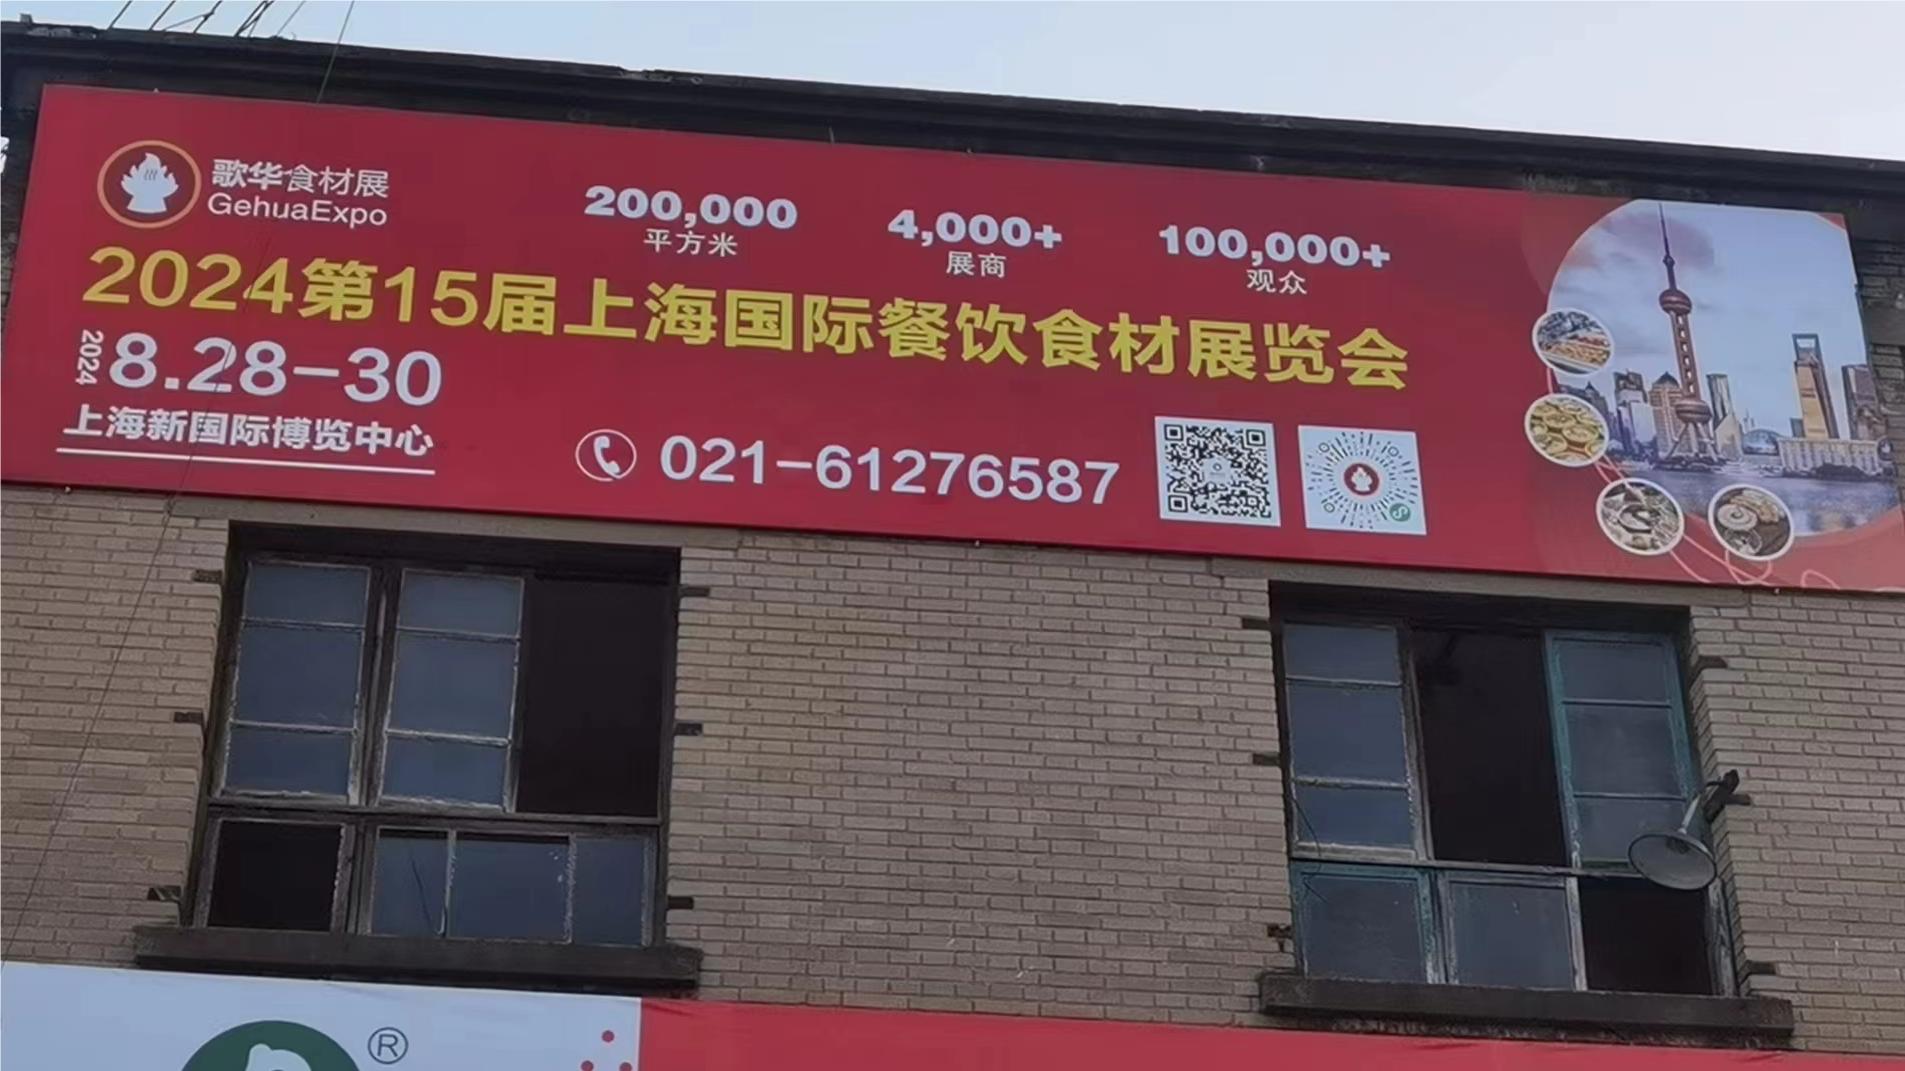 歌华食材展
GehuaExpo
200,000
平方米
4,000+
展商
100,000+
观众
2024第15届上海国际餐饮食材展览会
2024
8.28-30
上海新国际博览中心
021-61276587
®